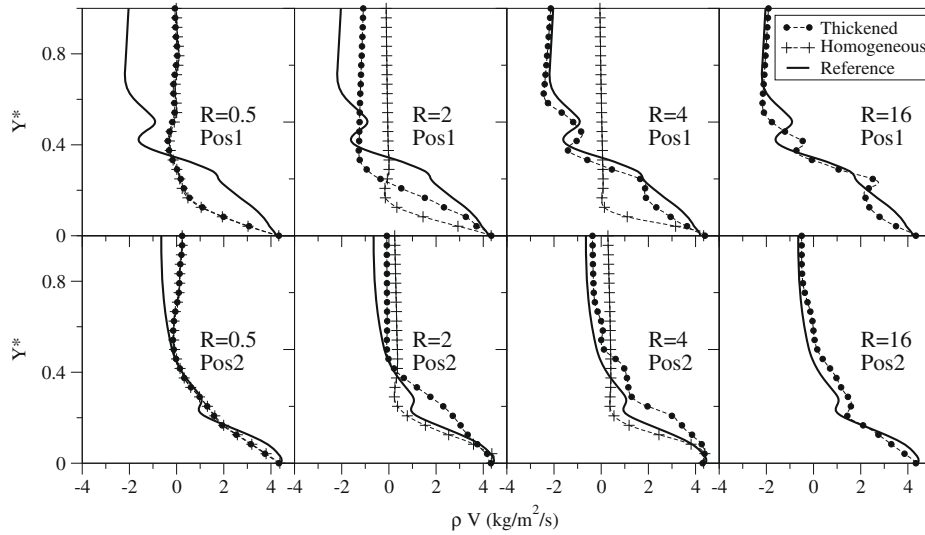 0.8
Y*
0.4
0
R=0.5
Pos1
R=2
Pos1
R=4
Pos1
R=16
Pos1
Thickened
Homogeneous
Reference
0.8
Y*
0.4
0
R=0.5
Pos2
R=2
Pos2
R=4
Pos2
R=16
Pos2
-4 -2 0 2 4 -4 -2 0 2 4 -4 -2 0 2 4 -4 -2 0 2 4
ρ V (kg/m²/s)